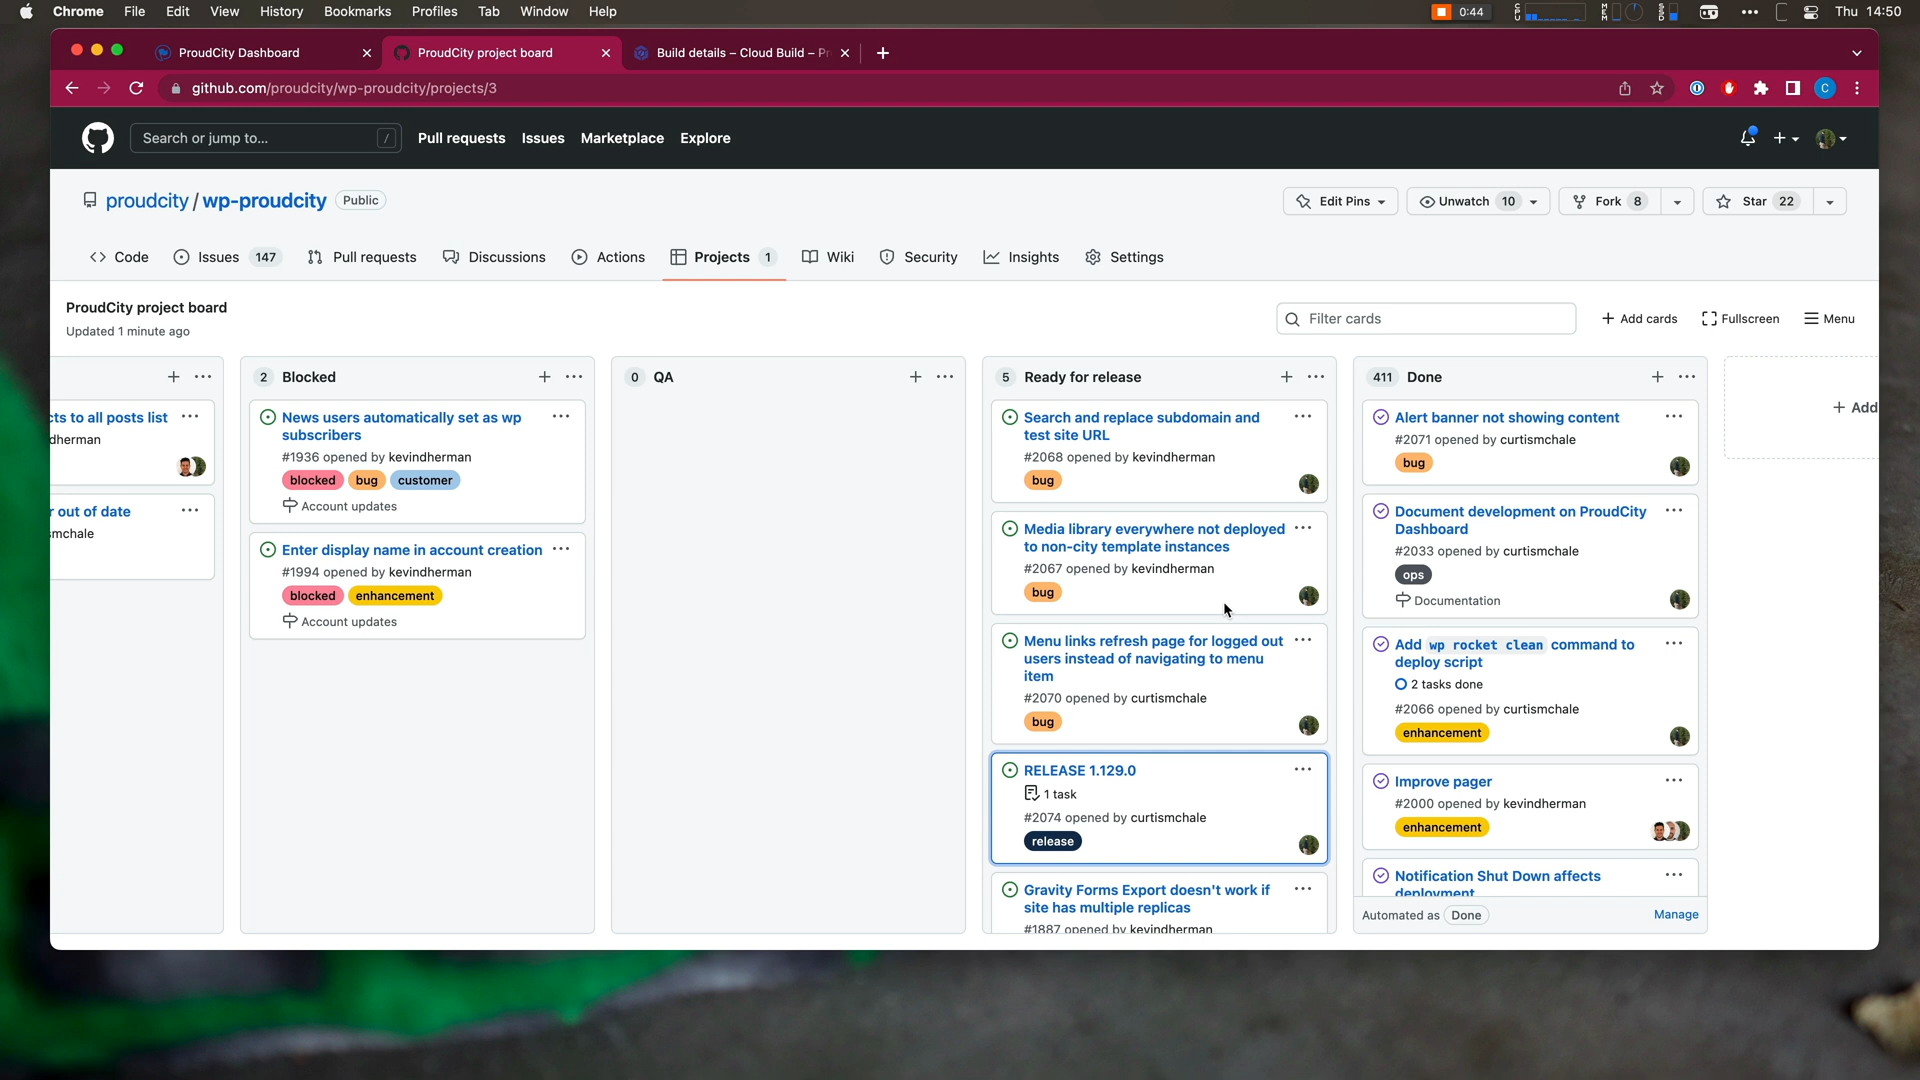 Chrome File Edit View History Bookmarks Profiles Tab Window Help 0:44 CPU MEM SSD Thu 14:50
ProudCity Dashboard ProudCity project board Build details – Cloud Build – Pr
github.com/proudcity/wp-proudcity/projects/3 C
Search or jump to... / Pull requests Issues Marketplace Explore
proudcity / wp-proudcity Public Edit Pins Unwatch 10 Fork 8 Star 22
Code Issues 147 Pull requests Discussions Actions Projects 1 Wiki Security Insights Settings
ProudCity project board
Updated 1 minute ago
Filter cards Add cards Fullscreen Menu
cts to all posts list
dherman
r out of date
smchale
2 Blocked
News users automatically set as wp
subscribers
#1936 opened by kevindherman
blocked bug customer
Account updates
Enter display name in account creation
#1994 opened by kevindherman
blocked enhancement
Account updates
0 QA
5 Ready for release
Search and replace subdomain and
test site URL
#2068 opened by kevindherman
bug
Media library everywhere not deployed
to non-city template instances
#2067 opened by kevindherman
bug
Menu links refresh page for logged out
users instead of navigating to menu
item
#2070 opened by curtismchale
bug
RELEASE 1.129.0
1 task
#2074 opened by curtismchale
release
Gravity Forms Export doesn't work if
site has multiple replicas
#1887 opened by kevindherman
411 Done
Alert banner not showing content
#2071 opened by curtismchale
bug
Document development on ProudCity
Dashboard
#2033 opened by curtismchale
ops
Documentation
Add wp rocket clean command to
deploy script
2 tasks done
#2066 opened by curtismchale
enhancement
Improve pager
#2000 opened by kevindherman
enhancement
Notification Shut Down affects
deployment
Automated as Done Manage
+ Add